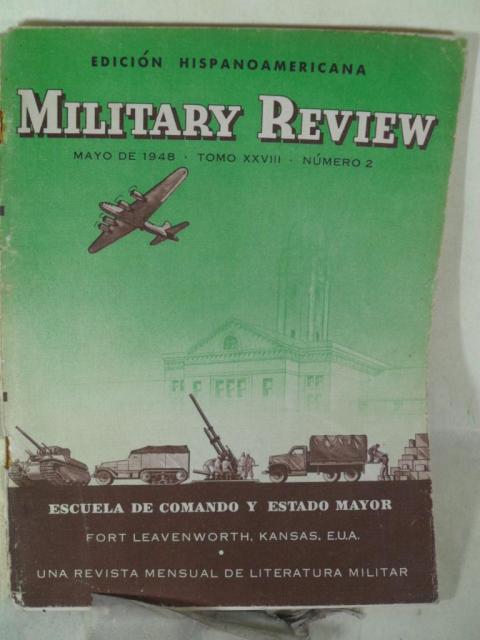 EDICIÓN HISPANOAMERICANA
MILITARY REVIEW
MAYO DE 1948 · TOMO XXVIII · NÚMERO 2
ESCUELA DE COMANDO Y ESTADO MAYOR
FORT LEAVENWORTH, KANSAS, E.U.A.
•
UNA REVISTA MENSUAL DE LITERATURA MILITAR